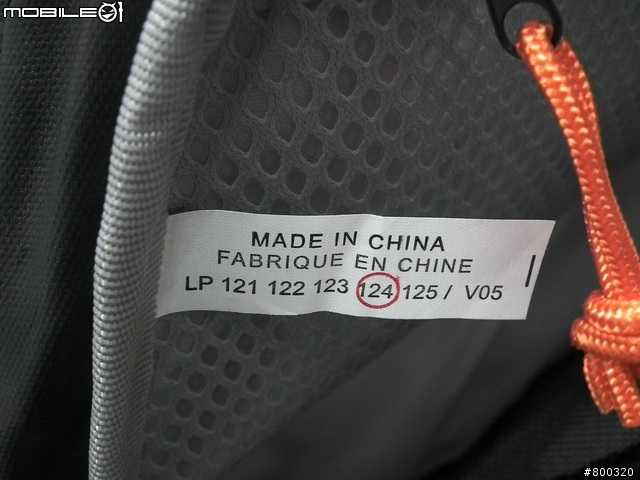 MOBILE01
MADE IN CHINA
FABRIQUE EN CHINE
LP 121 122 123 124 125 / V05
#800320